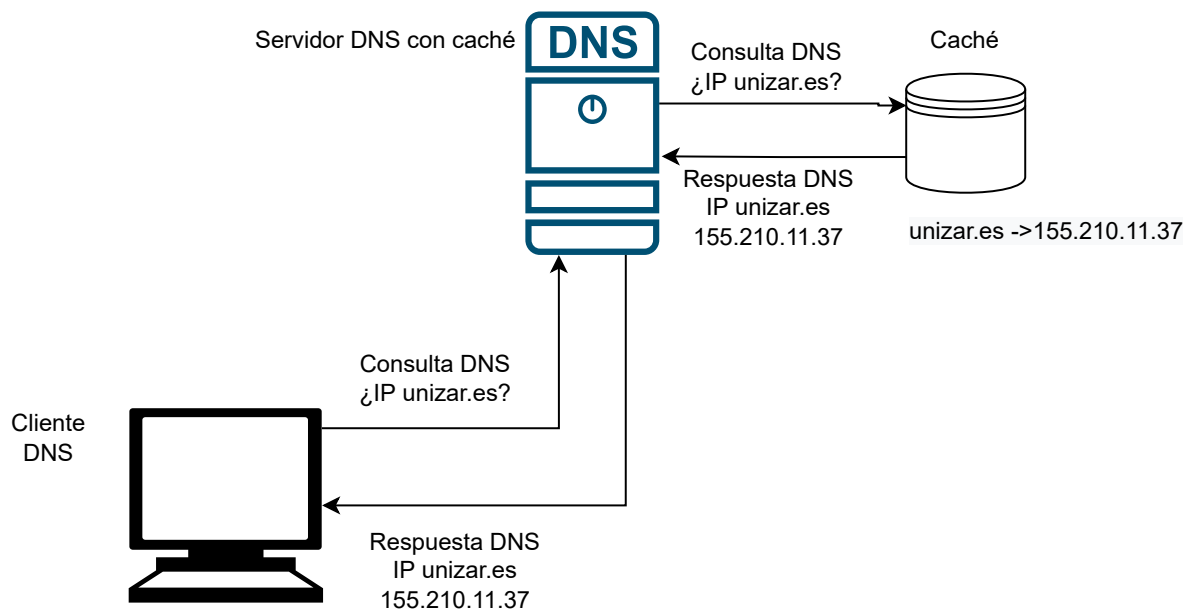 Servidor DNS con caché
DNS
Consulta DNS
¿IP unizar.es?
Caché
Respuesta DNS
IP unizar.es
155.210.11.37
unizar.es ->155.210.11.37
Consulta DNS
¿IP unizar.es?
Cliente
DNS
Respuesta DNS
IP unizar.es
155.210.11.37